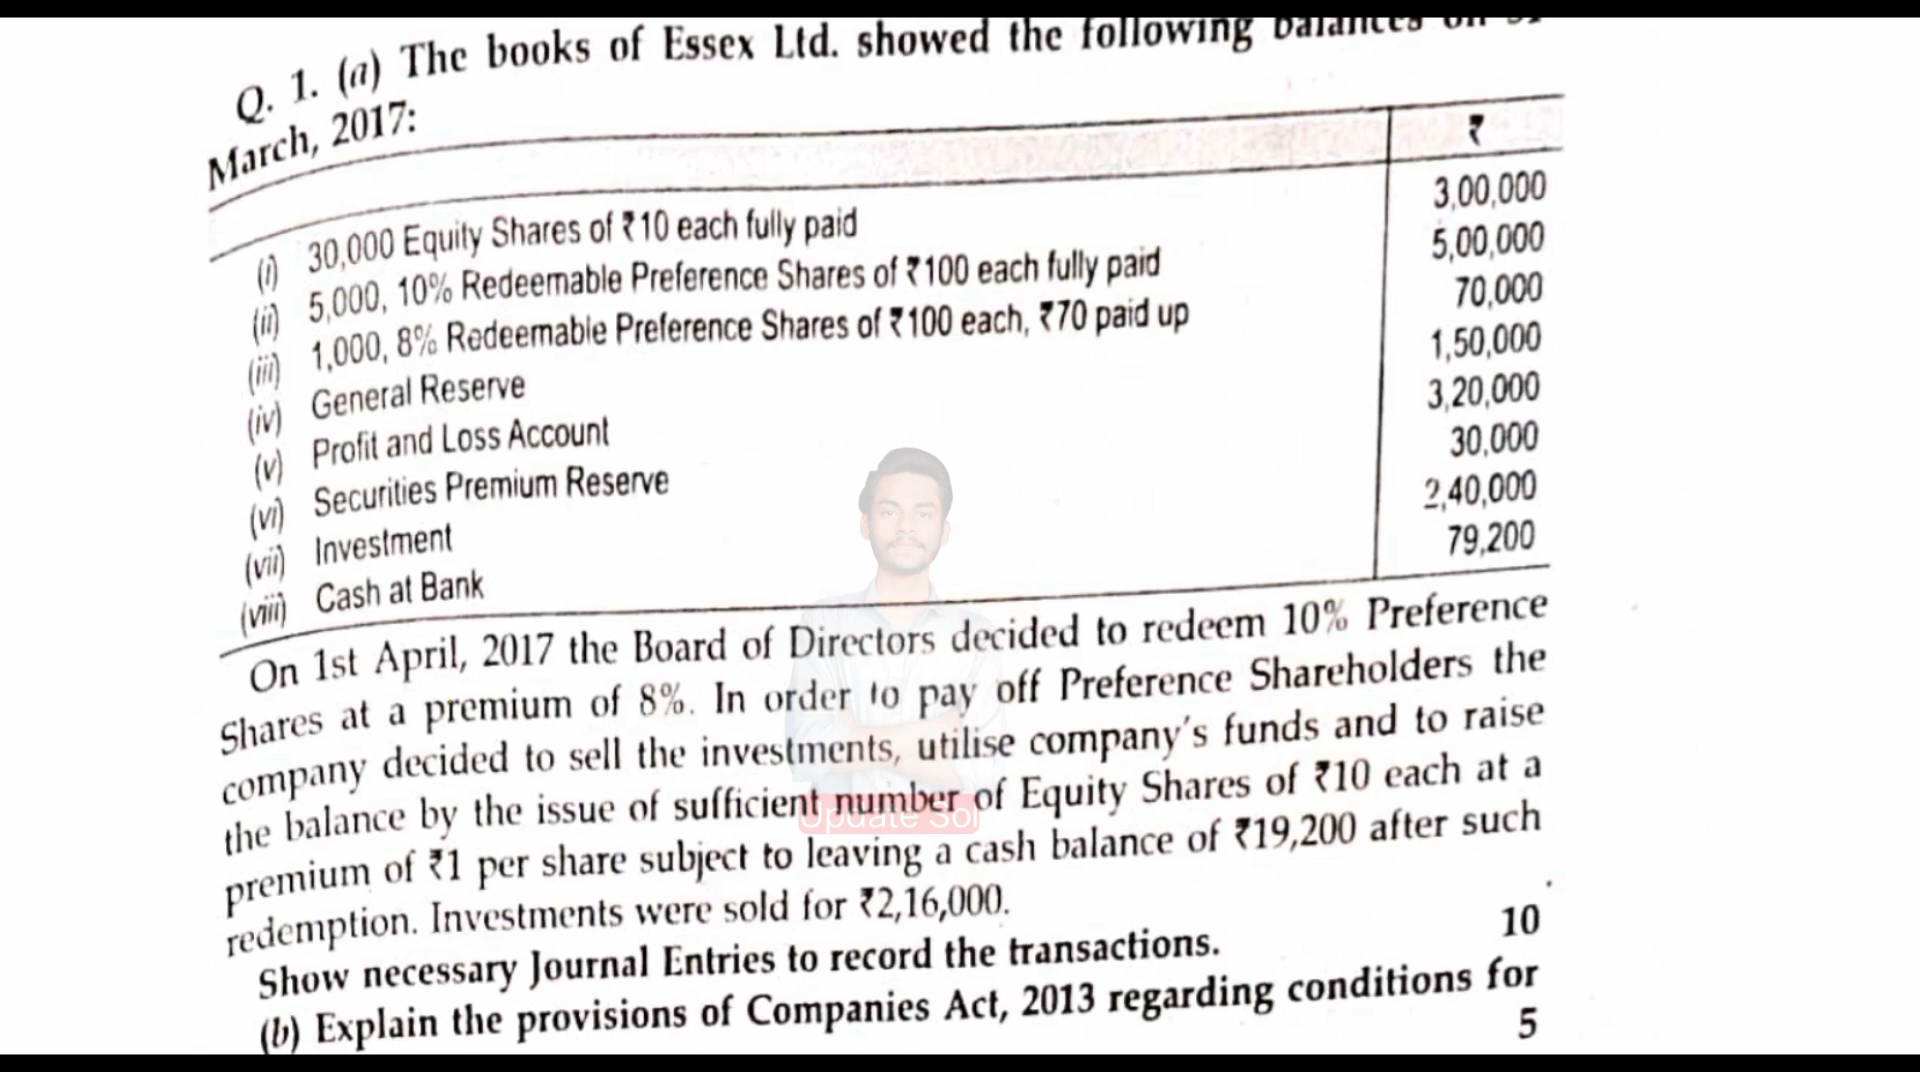 Q. 1. (a) The books of Essex Ltd. showed the following balances on 31
March, 2017:
₹
(i) 30,000 Equity Shares of ₹10 each fully paid 3,00,000
(ii) 5,000, 10% Redeemable Preference Shares of ₹100 each fully paid 5,00,000
(iii) 1,000, 8% Redeemable Preference Shares of ₹100 each, ₹70 paid up 70,000
(iv) General Reserve 1,50,000
(v) Profit and Loss Account 3,20,000
(vi) Securities Premium Reserve 30,000
(vii) Investment 2,40,000
(viii) Cash at Bank 79,200
On 1st April, 2017 the Board of Directors decided to redeem 10% Preference
Shares at a premium of 8%. In order to pay off Preference Shareholders the
company decided to sell the investments, utilise company's funds and to raise
the balance by the issue of sufficient number of Equity Shares of ₹10 each at a
premium of ₹1 per share subject to leaving a cash balance of ₹19,200 after such
redemption. Investments were sold for ₹2,16,000.
Show necessary Journal Entries to record the transactions. 10
(b) Explain the provisions of Companies Act, 2013 regarding conditions for
5
Update Sol